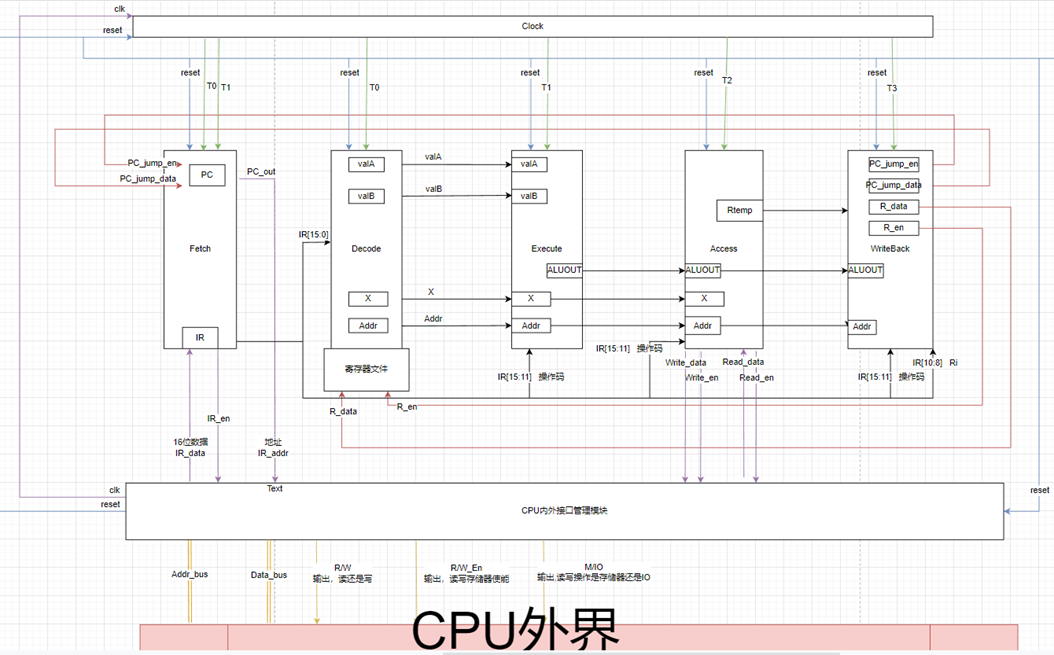 clk
Clock
reset
reset
T0
T1
reset
T0
reset
T1
reset
T2
reset
T3
PC_jump_en
PC_jump_data
PC
PC_out
valA
valA
valA
valB
valB
valB
PC_jump_en
PC_jump_data
R_data
R_en
Rtemp
IR[15:0]
Fetch
Decode
Execute
Access
WriteBack
ALUOUT
ALUOUT
ALUOUT
X
X
X
X
Addr
Addr
Addr
Addr
Addr
IR
寄存器文件
IR[15:11] 操作码
IR[15:11] 操作码
Write_data
Write_en
Read_data
Read_en
IR[15:11] 操作码
IR[10:8] Ri
R_data
R_en
IR_en
16位数据
IR_data
地址
IR_addr
clk
reset
Text
CPU内外接口管理模块
reset
Addr_bus
Data_bus
R/W
输出，读还是写
R/W_En
输出，读写存储器使能
M/IO
输出,读写操作是存储器还是IO
CPU外界